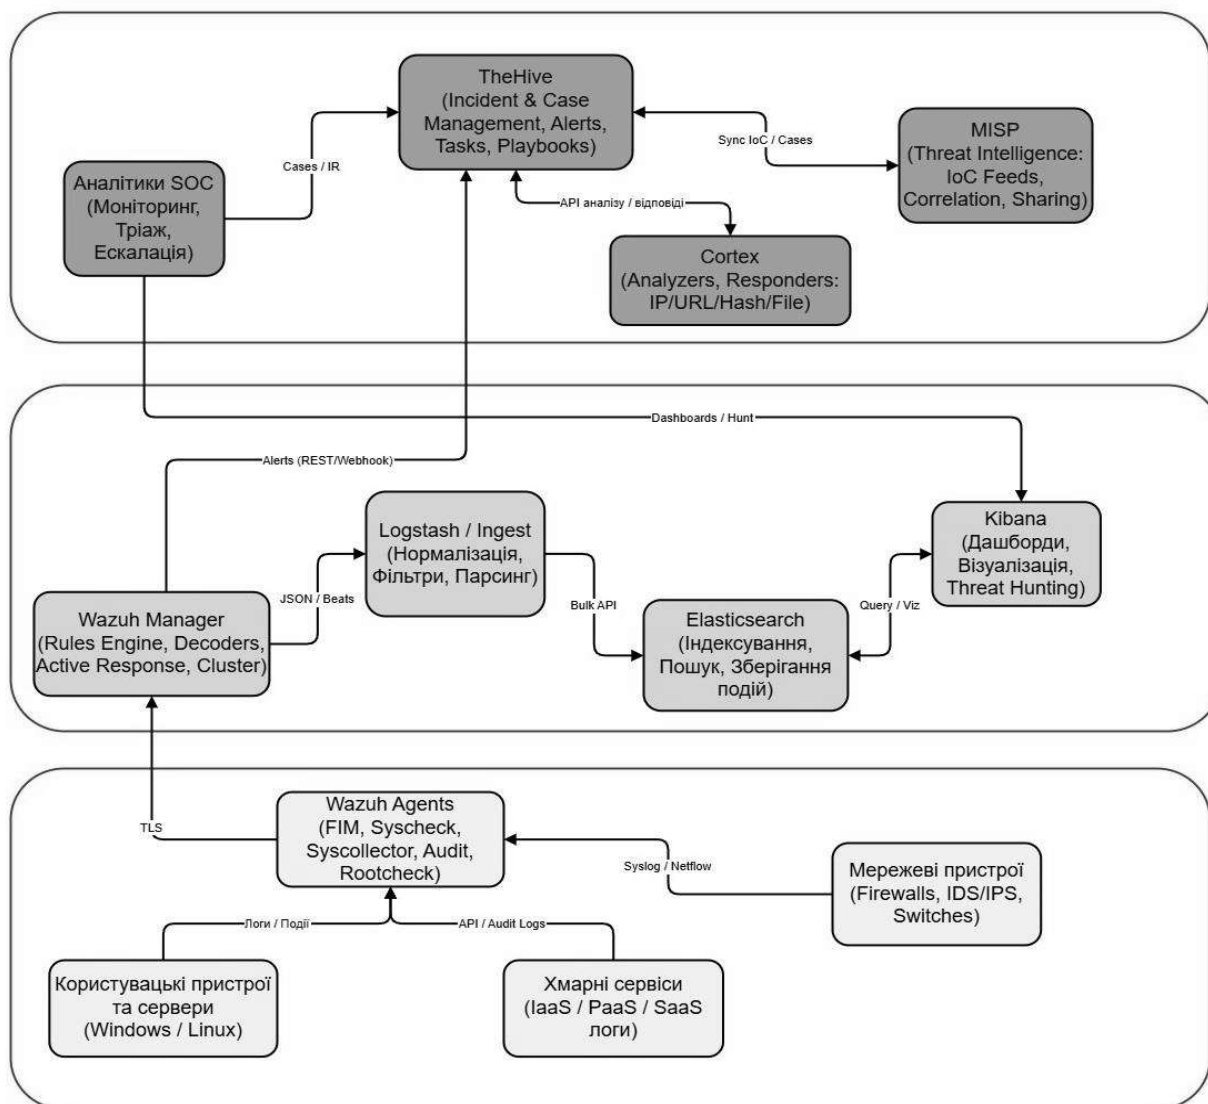 TheHive
(Incident & Case
Management, Alerts,
Tasks, Playbooks)
Sync IoC / Cases
MISP
(Threat Intelligence:
IoC Feeds,
Correlation, Sharing)
Cases / IR
Аналітики SOC
(Моніторинг,
Тріаж,
Ескалація)
API аналізу / відповіді
Cortex
(Analyzers, Responders:
IP/URL/Hash/File)
Dashboards / Hunt
Alerts (REST/Webhook)
Logstash / Ingest
(Нормалізація,
Фільтри, Парсинг)
Kibana
(Дашборди,
Візуалізація,
Threat Hunting)
JSON / Beats
Bulk API
Query / Viz
Wazuh Manager
(Rules Engine, Decoders,
Active Response, Cluster)
Elasticsearch
(Індексування,
Пошук, Зберігання
подій)
TLS
Wazuh Agents
(FIM, Syscheck,
Syscollector, Audit,
Rootcheck)
Syslog / Netflow
Мережеві пристрої
(Firewalls, IDS/IPS,
Switches)
Логи / Події
API / Audit Logs
Користувацькі пристрої
та сервери
(Windows / Linux)
Хмарні сервіси
(IaaS / PaaS / SaaS
логи)